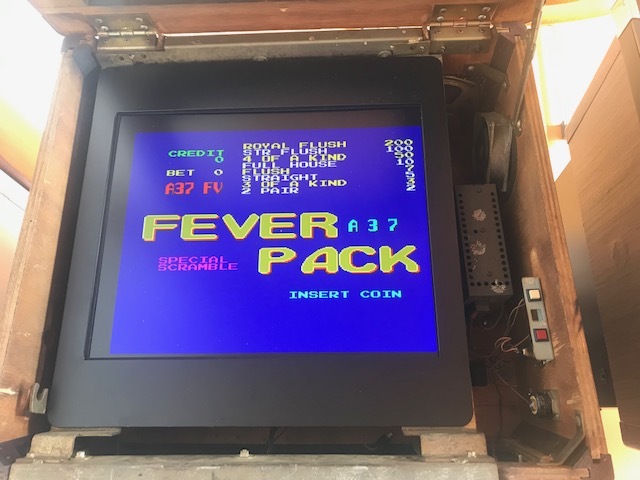 CREDIT
0
BET 0
A37 FV
ROYAL FLUSH 200
STR FLUSH 100
4 OF A KIND 50
FULL HOUSE 10
FLUSH 7
STRAIGHT 5
3 OF A KIND 3
2 PAIR 2
FEVER A37
SPECIAL
SCRAMBLE
PACK
INSERT COIN